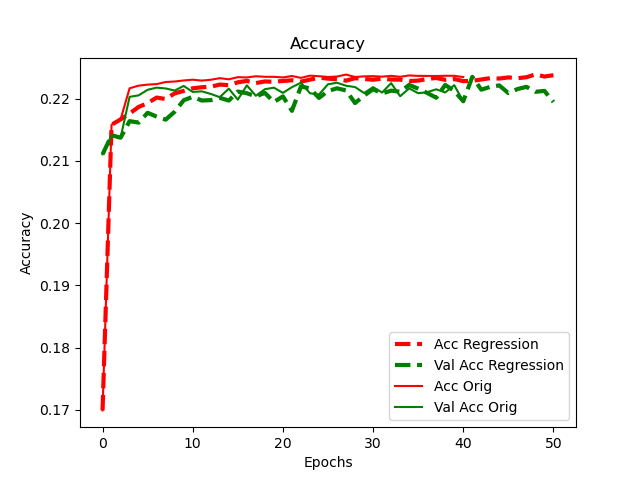 Accuracy
0.22
0.21
0.20
0.19
0.18
0.17
Accuracy
Acc Regression
Val Acc Regression
Acc Orig
Val Acc Orig
0
10
20
30
40
50
Epochs